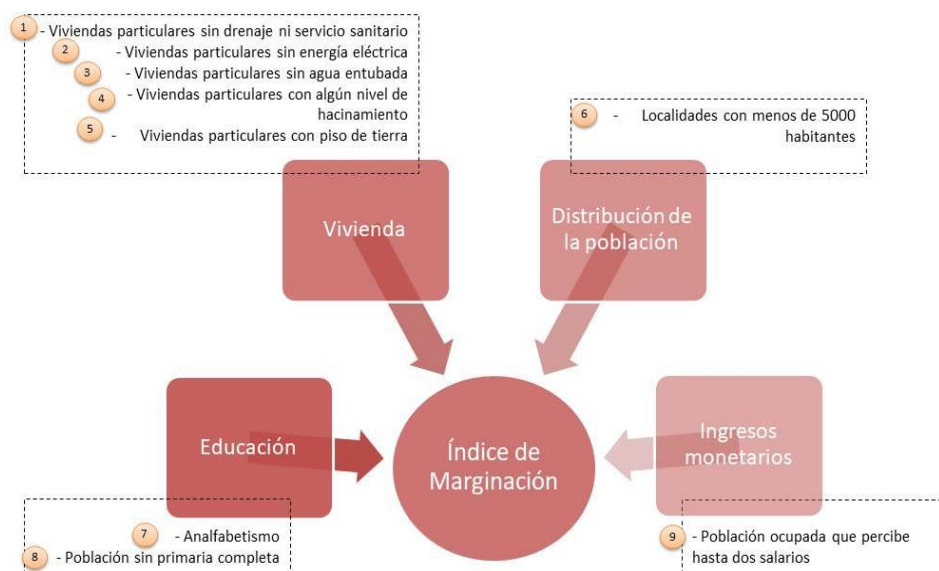 1 - Viviendas particulares sin drenaje ni servicio sanitario
2 - Viviendas particulares sin energía eléctrica
3 - Viviendas particulares sin agua entubada
4 - Viviendas particulares con algún nivel de
hacinamiento
5 - Viviendas particulares con piso de tierra
6 - Localidades con menos de 5000
habitantes
Vivienda
Distribución de
la población
Educación
Índice de
Marginación
Ingresos
monetarios
7 - Analfabetismo
8 - Población sin primaria completa
9 - Población ocupada que percibe
hasta dos salarios